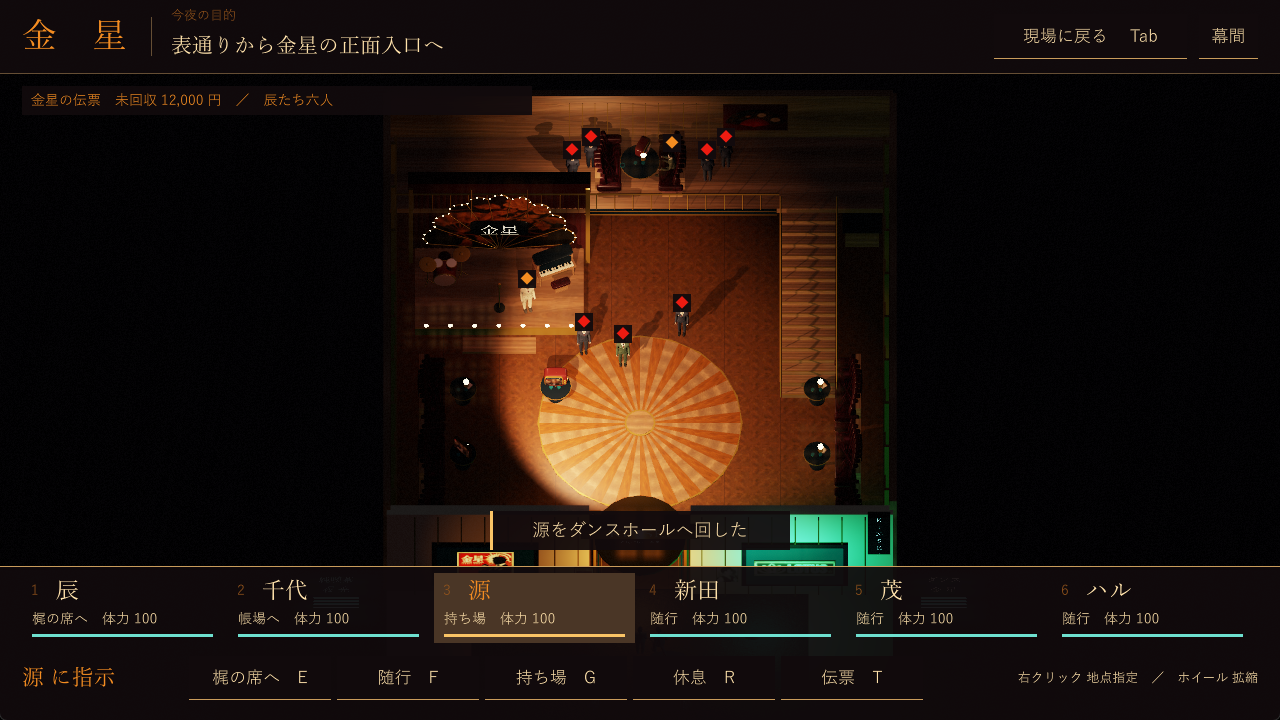 金 星
今夜の目的
表通りから金星の正面入口へ
現場に戻る Tab
幕間
金星の伝票 未回収 12,000 円 ／ 辰たち六人
金星
源をダンスホールへ回した
金星
1 辰
梶の席へ 体力 100
2 千代
帳場へ 体力 100
3 源
持ち場 体力 100
4 新田
随行 体力 100
5 茂
随行 体力 100
6 ハル
随行 体力 100
源 に指示
梶の席へ E
随行 F
持ち場 G
休息 R
伝票 T
右クリック 地点指定 ／ ホイール 拡縮